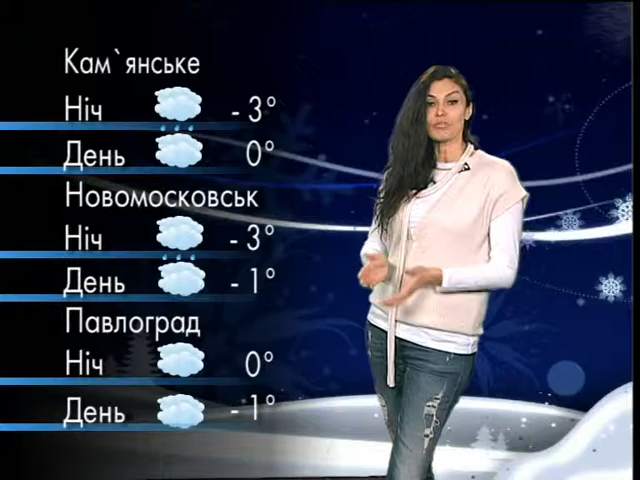 Кам`янське
Ніч - 3°
День 0°
Новомосковськ
Ніч - 3°
День - 1°
Павлоград
Ніч 0°
День - 1°